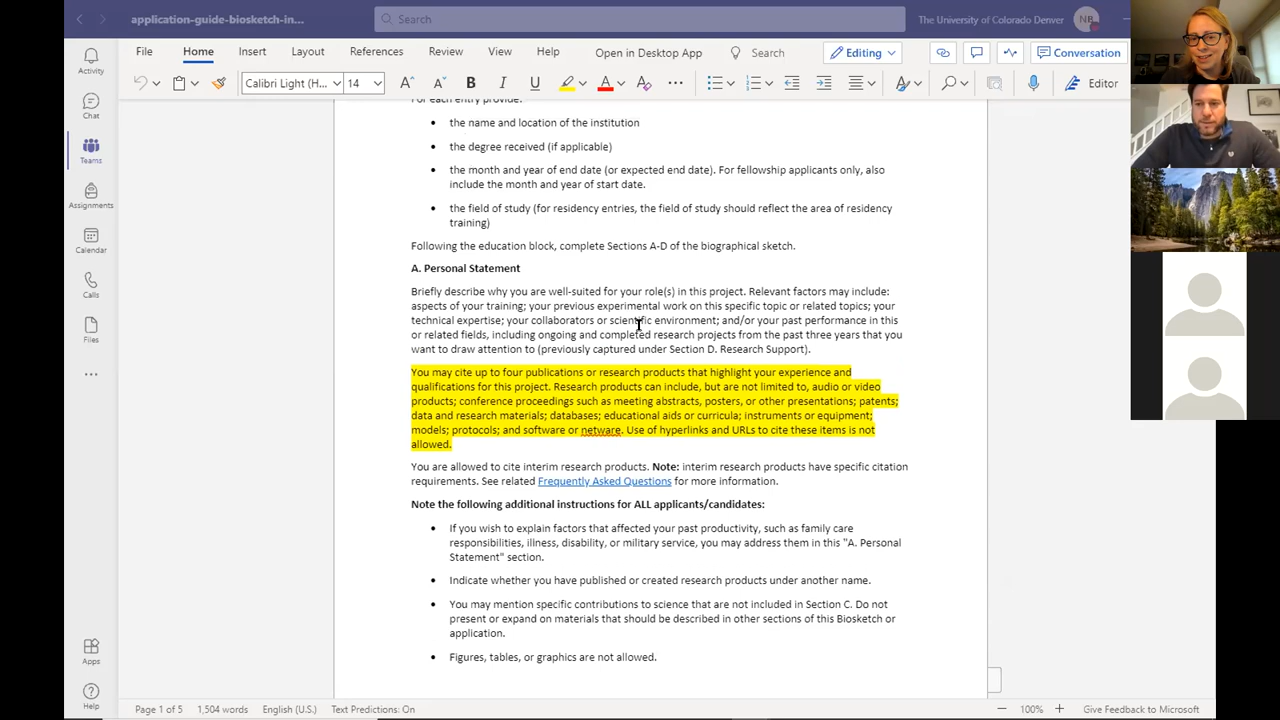 application-guide-biosketch-in...
Search
The University of Colorado Denver
NB
File
Home
Insert
Layout
References
Review
View
Help
Open in Desktop App
Search
Editing
Conversation
Calibri Light (H...
14
A
A
B
I
U
A
Editor
Activity
Chat
Teams
Assignments
Calendar
Calls
Files
Apps
Help
For each entry provide:
• the name and location of the institution
• the degree received (if applicable)
• the month and year of end date (or expected end date). For fellowship applicants only, also
include the month and year of start date.
• the field of study (for residency entries, the field of study should reflect the area of residency
training)
Following the education block, complete Sections A-D of the biographical sketch.
A. Personal Statement
Briefly describe why you are well-suited for your role(s) in this project. Relevant factors may include:
aspects of your training; your previous experimental work on this specific topic or related topics; your
technical expertise; your collaborators or scientific environment; and/or your past performance in this
or related fields, including ongoing and completed research projects from the past three years that you
want to draw attention to (previously captured under Section D. Research Support).
You may cite up to four publications or research products that highlight your experience and
qualifications for this project. Research products can include, but are not limited to, audio or video
products; conference proceedings such as meeting abstracts, posters, or other presentations; patents;
data and research materials; databases; educational aids or curricula; instruments or equipment;
models; protocols; and software or netware. Use of hyperlinks and URLs to cite these items is not
allowed.
You are allowed to cite interim research products. Note: interim research products have specific citation
requirements. See related Frequently Asked Questions for more information.
Note the following additional instructions for ALL applicants/candidates:
• If you wish to explain factors that affected your past productivity, such as family care
responsibilities, illness, disability, or military service, you may address them in this "A. Personal
Statement" section.
• Indicate whether you have published or created research products under another name.
• You may mention specific contributions to science that are not included in Section C. Do not
present or expand on materials that should be described in other sections of this Biosketch or
application.
• Figures, tables, or graphics are not allowed.
Page 1 of 5
1,504 words
English (U.S.)
Text Predictions: On
100%
Give Feedback to Microsoft